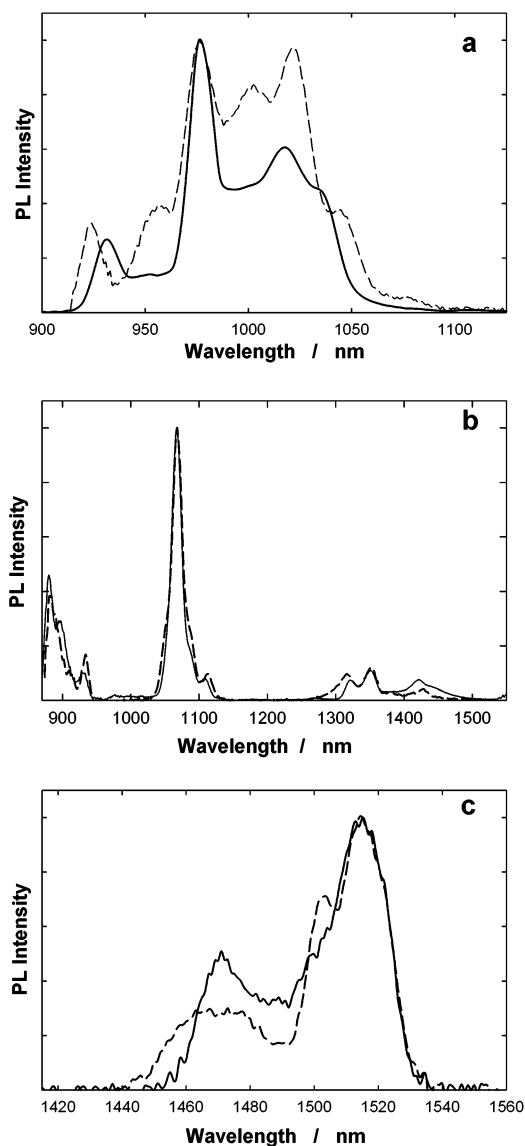 a
PL Intensity
900 950 1000 1050 1100
Wavelength / nm
b
PL Intensity
900 1000 1100 1200 1300 1400 1500
Wavelength / nm
c
PL Intensity
1420 1440 1460 1480 1500 1520 1540 1560
Wavelength / nm